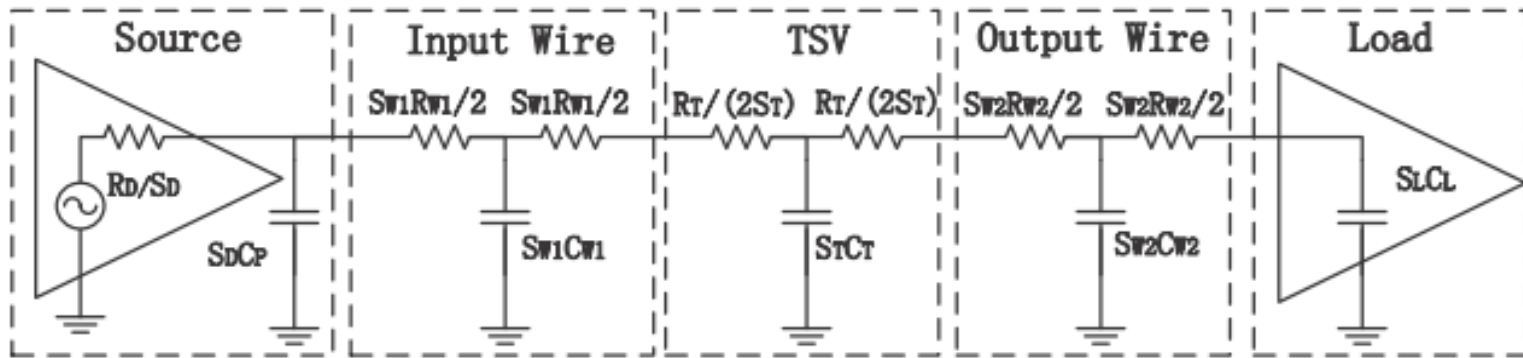 Source
Input Wire
TSV
Output Wire
Load
SW1RW1/2
SW1RW1/2
RT/(2ST)
RT/(2ST)
SW2RW2/2
SW2RW2/2
RD/SD
SLCL
SDCP
SW1CW1
STCT
SW2CW2